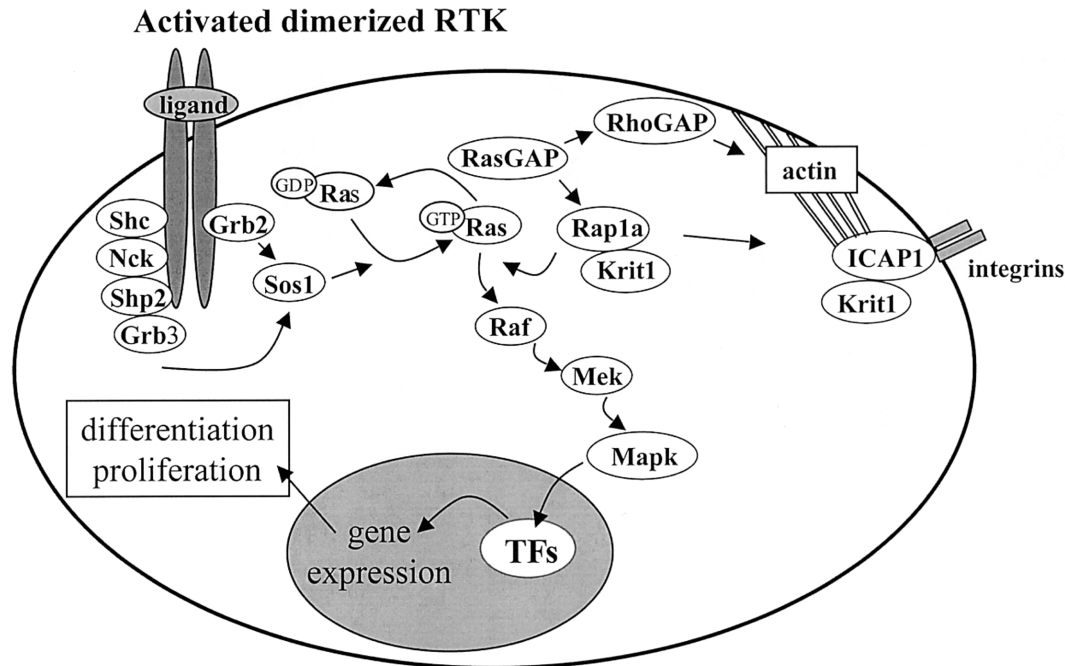 Activated dimerized RTK
ligand
RhoGAP
RasGAP
actin
GDP Ras
GTP Ras
Shc
Grb2
Rap1a
Nck
Krit1
ICAP1
integrins
Sos1
Shp2
Krit1
Grb3
Raf
Mek
differentiation
proliferation
Mapk
gene
expression
TFs